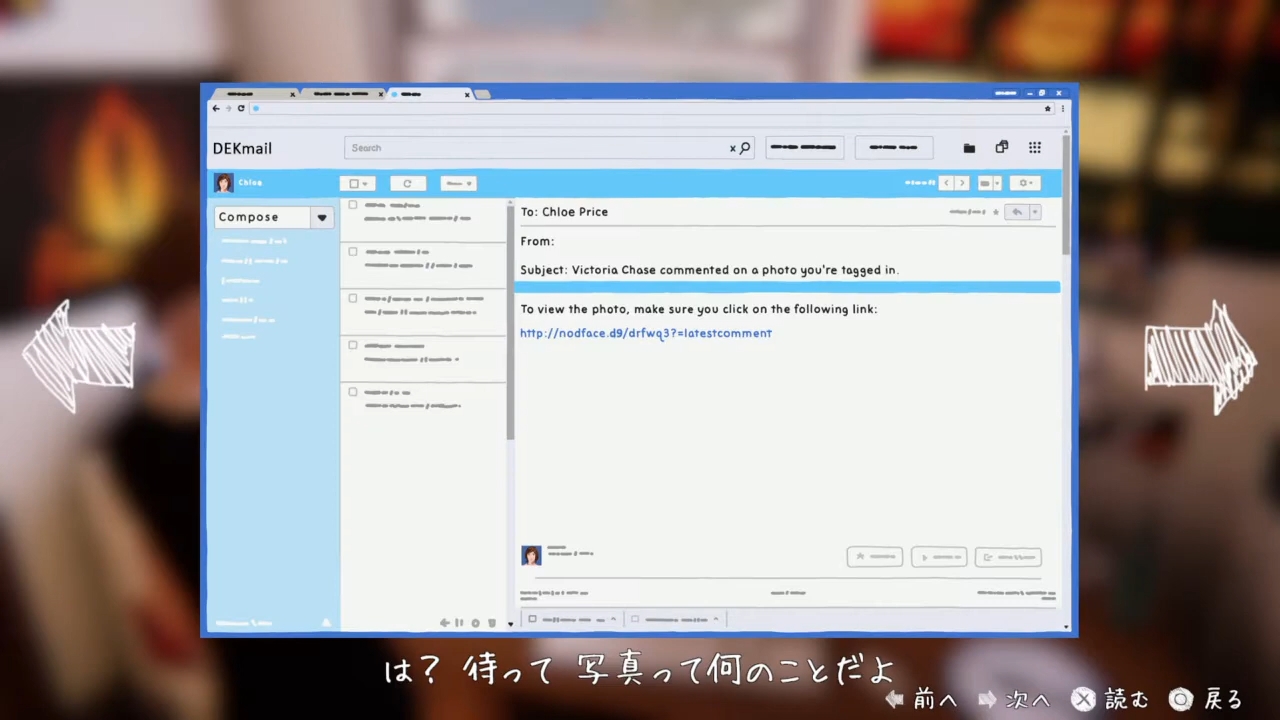 DEKmail
Search
Chloe
Compose
To: Chloe Price
From:
Subject: Victoria Chase commented on a photo you're tagged in.
To view the photo, make sure you click on the following link:
http://nodface.d9/drfwq3?=latestcomment
は? 待って 写真って何のことだよ
前へ 次へ 読む 戻る